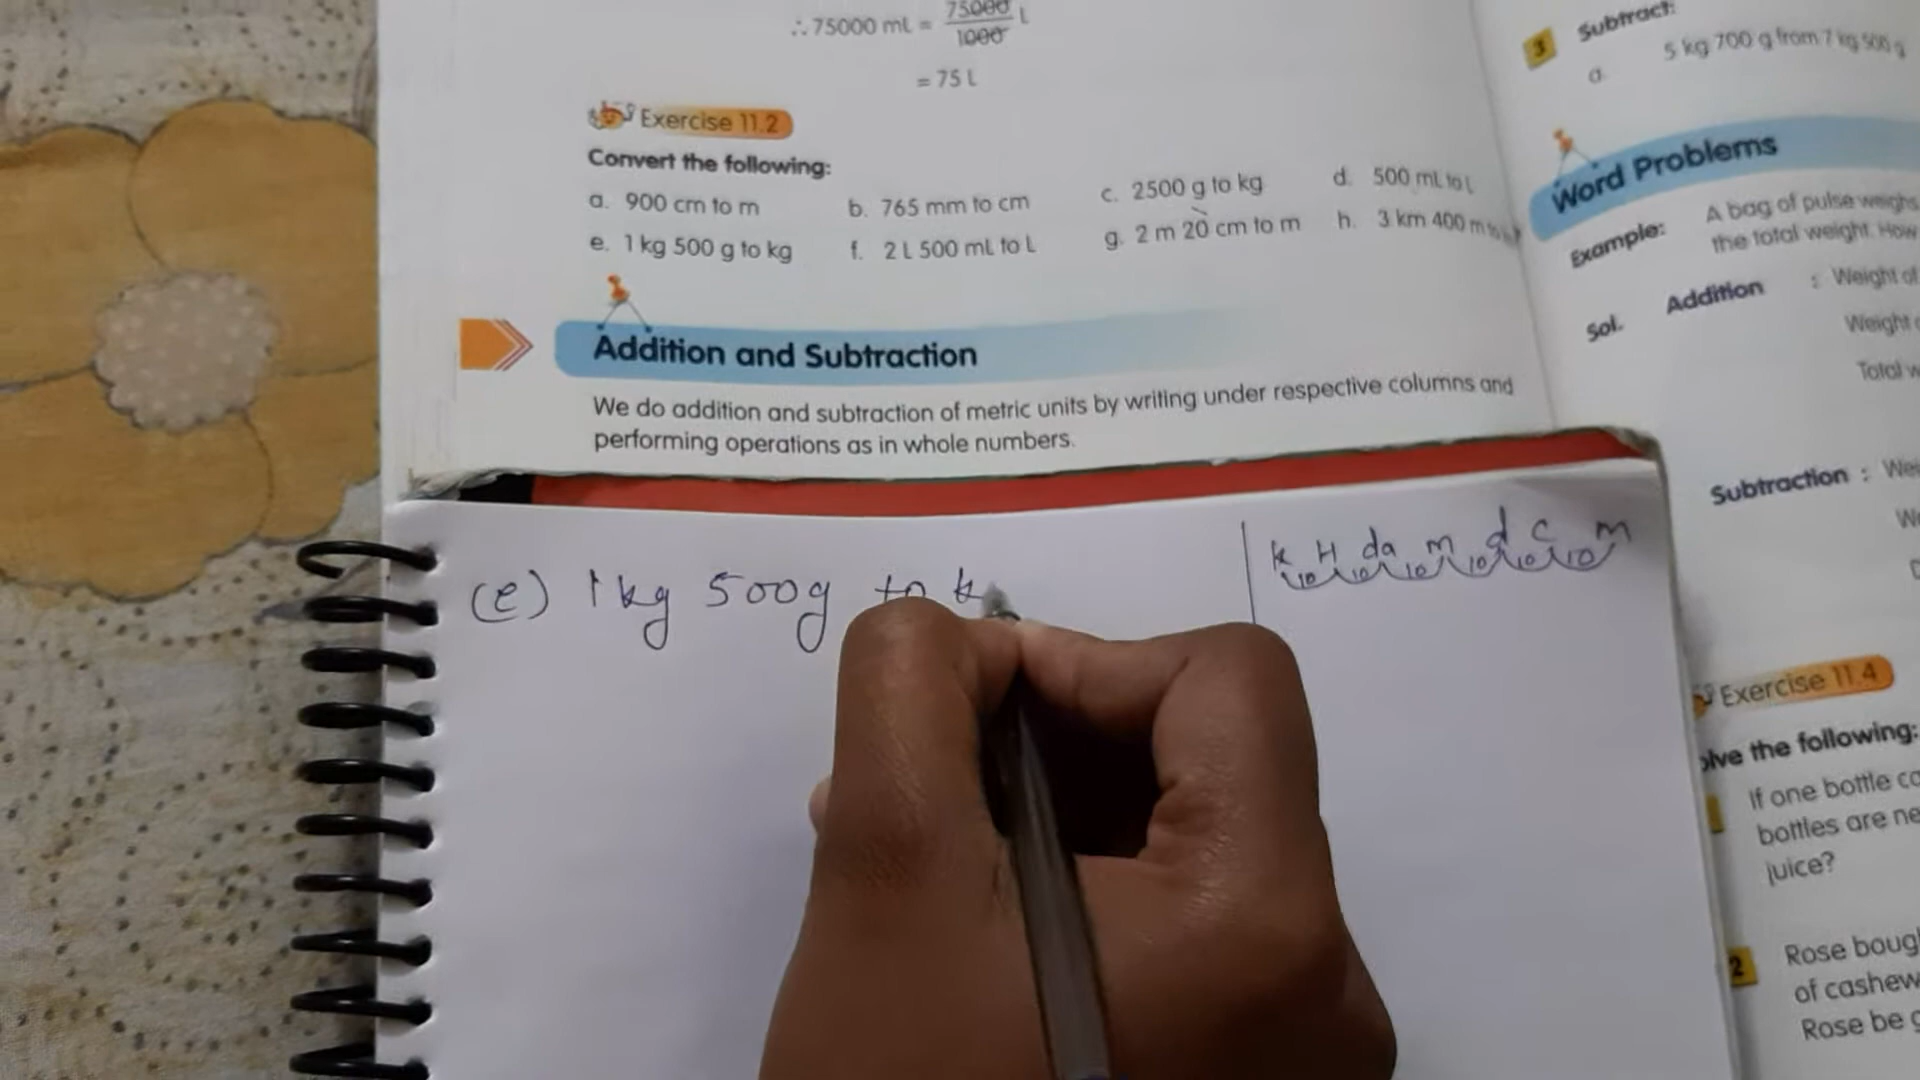 ∴ 75000 mL = 75000/1000 L
= 75 L
Exercise 11.2
Convert the following:
a. 900 cm to m b. 765 mm to cm c. 2500 g to kg d. 500 mL to L
e. 1 kg 500 g to kg f. 2 L 500 mL to L g. 2 m 20 cm to m h. 3 km 400 m
Addition and Subtraction
We do addition and subtraction of metric units by writing under respective columns and
performing operations as in whole numbers.
(e) 1kg 500g to k
k H da m d c m
10 10 10 10 10 10
3 Subtract:
a. 5 kg 700 g from 7 kg 500 g
Word Problems
Example: A bag of pulse weighs
the total weight. How
Sol. Addition : Weight of
Weight
Total
Subtraction :
Exercise 11.4
the following:
If one bottle
bottles are
juice?
2 Rose
of cashew
Rose be